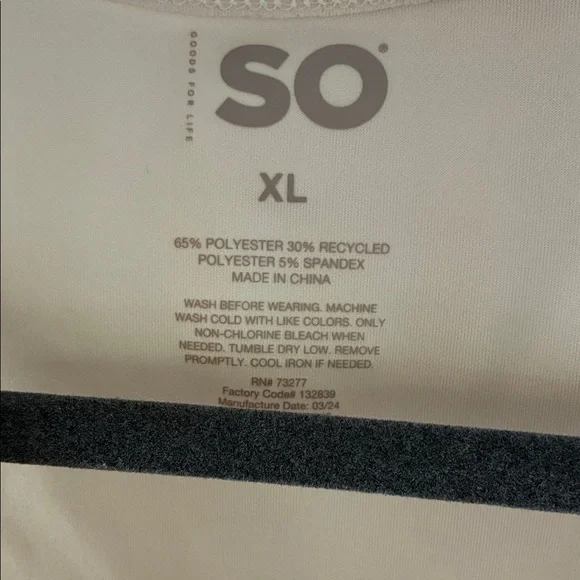 GOODS FOR LIFE
SO®
XL
65% POLYESTER 30% RECYCLED
POLYESTER 5% SPANDEX
MADE IN CHINA
WASH BEFORE WEARING. MACHINE
WASH COLD WITH LIKE COLORS. ONLY
NON-CHLORINE BLEACH WHEN
NEEDED. TUMBLE DRY LOW. REMOVE
PROMPTLY. COOL IRON IF NEEDED.
RN# 73277
Factory Code# 132839
Manufacture Date: 03/24